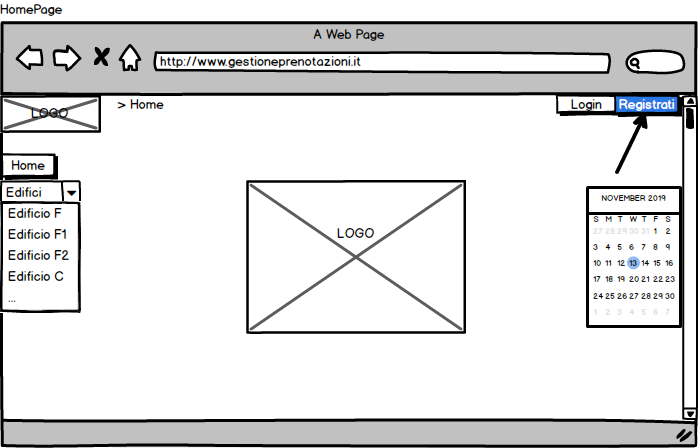 HomePage
A Web Page
http://www.gestioneprenotazioni.it
LOGO
> Home
Login
Registrati
Home
Edifici
Edificio F
Edificio F1
Edificio F2
Edificio C
...
LOGO
NOVEMBER 2019
S M T W T F S
27 28 29 30 31 1 2
3 4 5 6 7 8 9
10 11 12 13 14 15 16
17 18 19 20 21 22 23
24 25 26 27 28 29 30
1 2 3 4 5 6 7